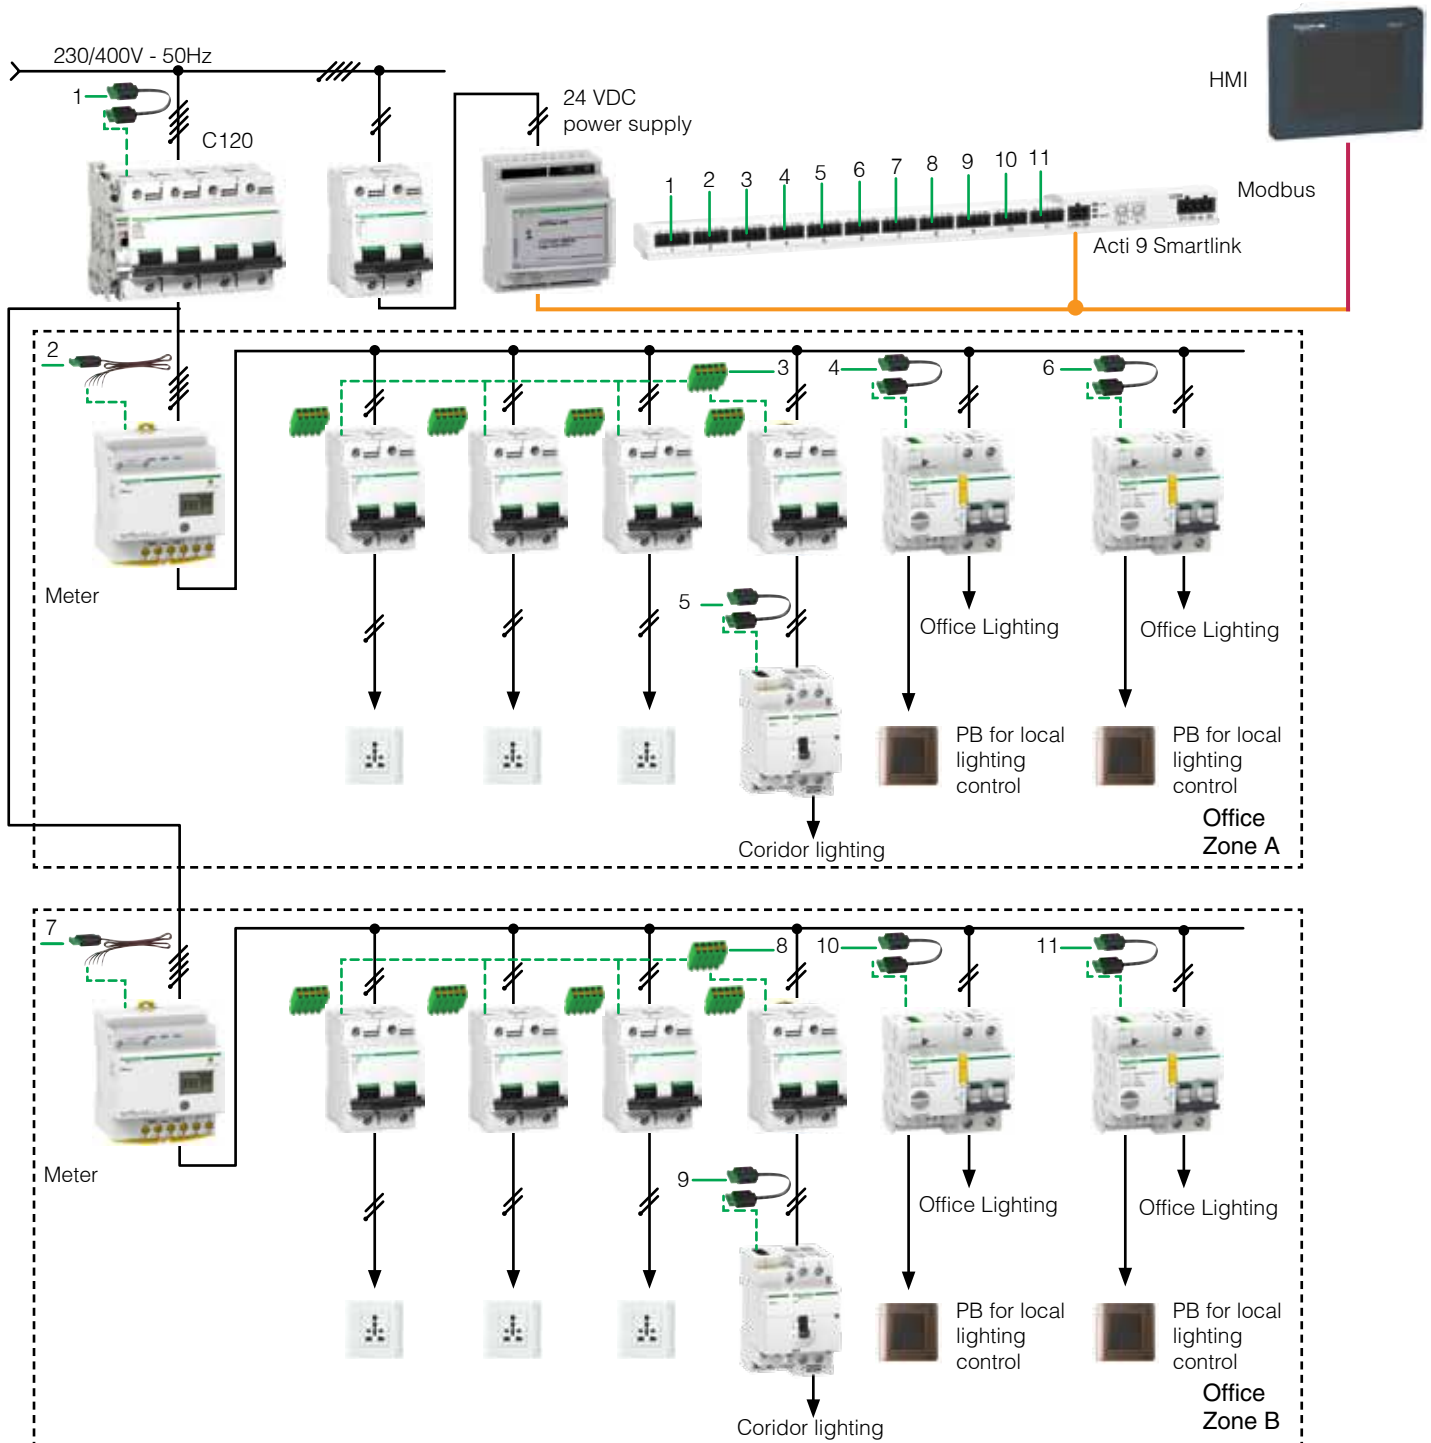 230/400V - 50Hz
1
C120
24 VDC
power supply
1 2 3 4 5 6 7 8 9 10 11
HMI
Modbus
Acti 9 Smartlink
2
3
4
6
Meter
5
Office Lighting
Office Lighting
PB for local
lighting
control
PB for local
lighting
control
Coridor lighting
Office
Zone A
7
8
10
11
Meter
9
Office Lighting
Office Lighting
PB for local
lighting
control
PB for local
lighting
control
Coridor lighting
Office
Zone B